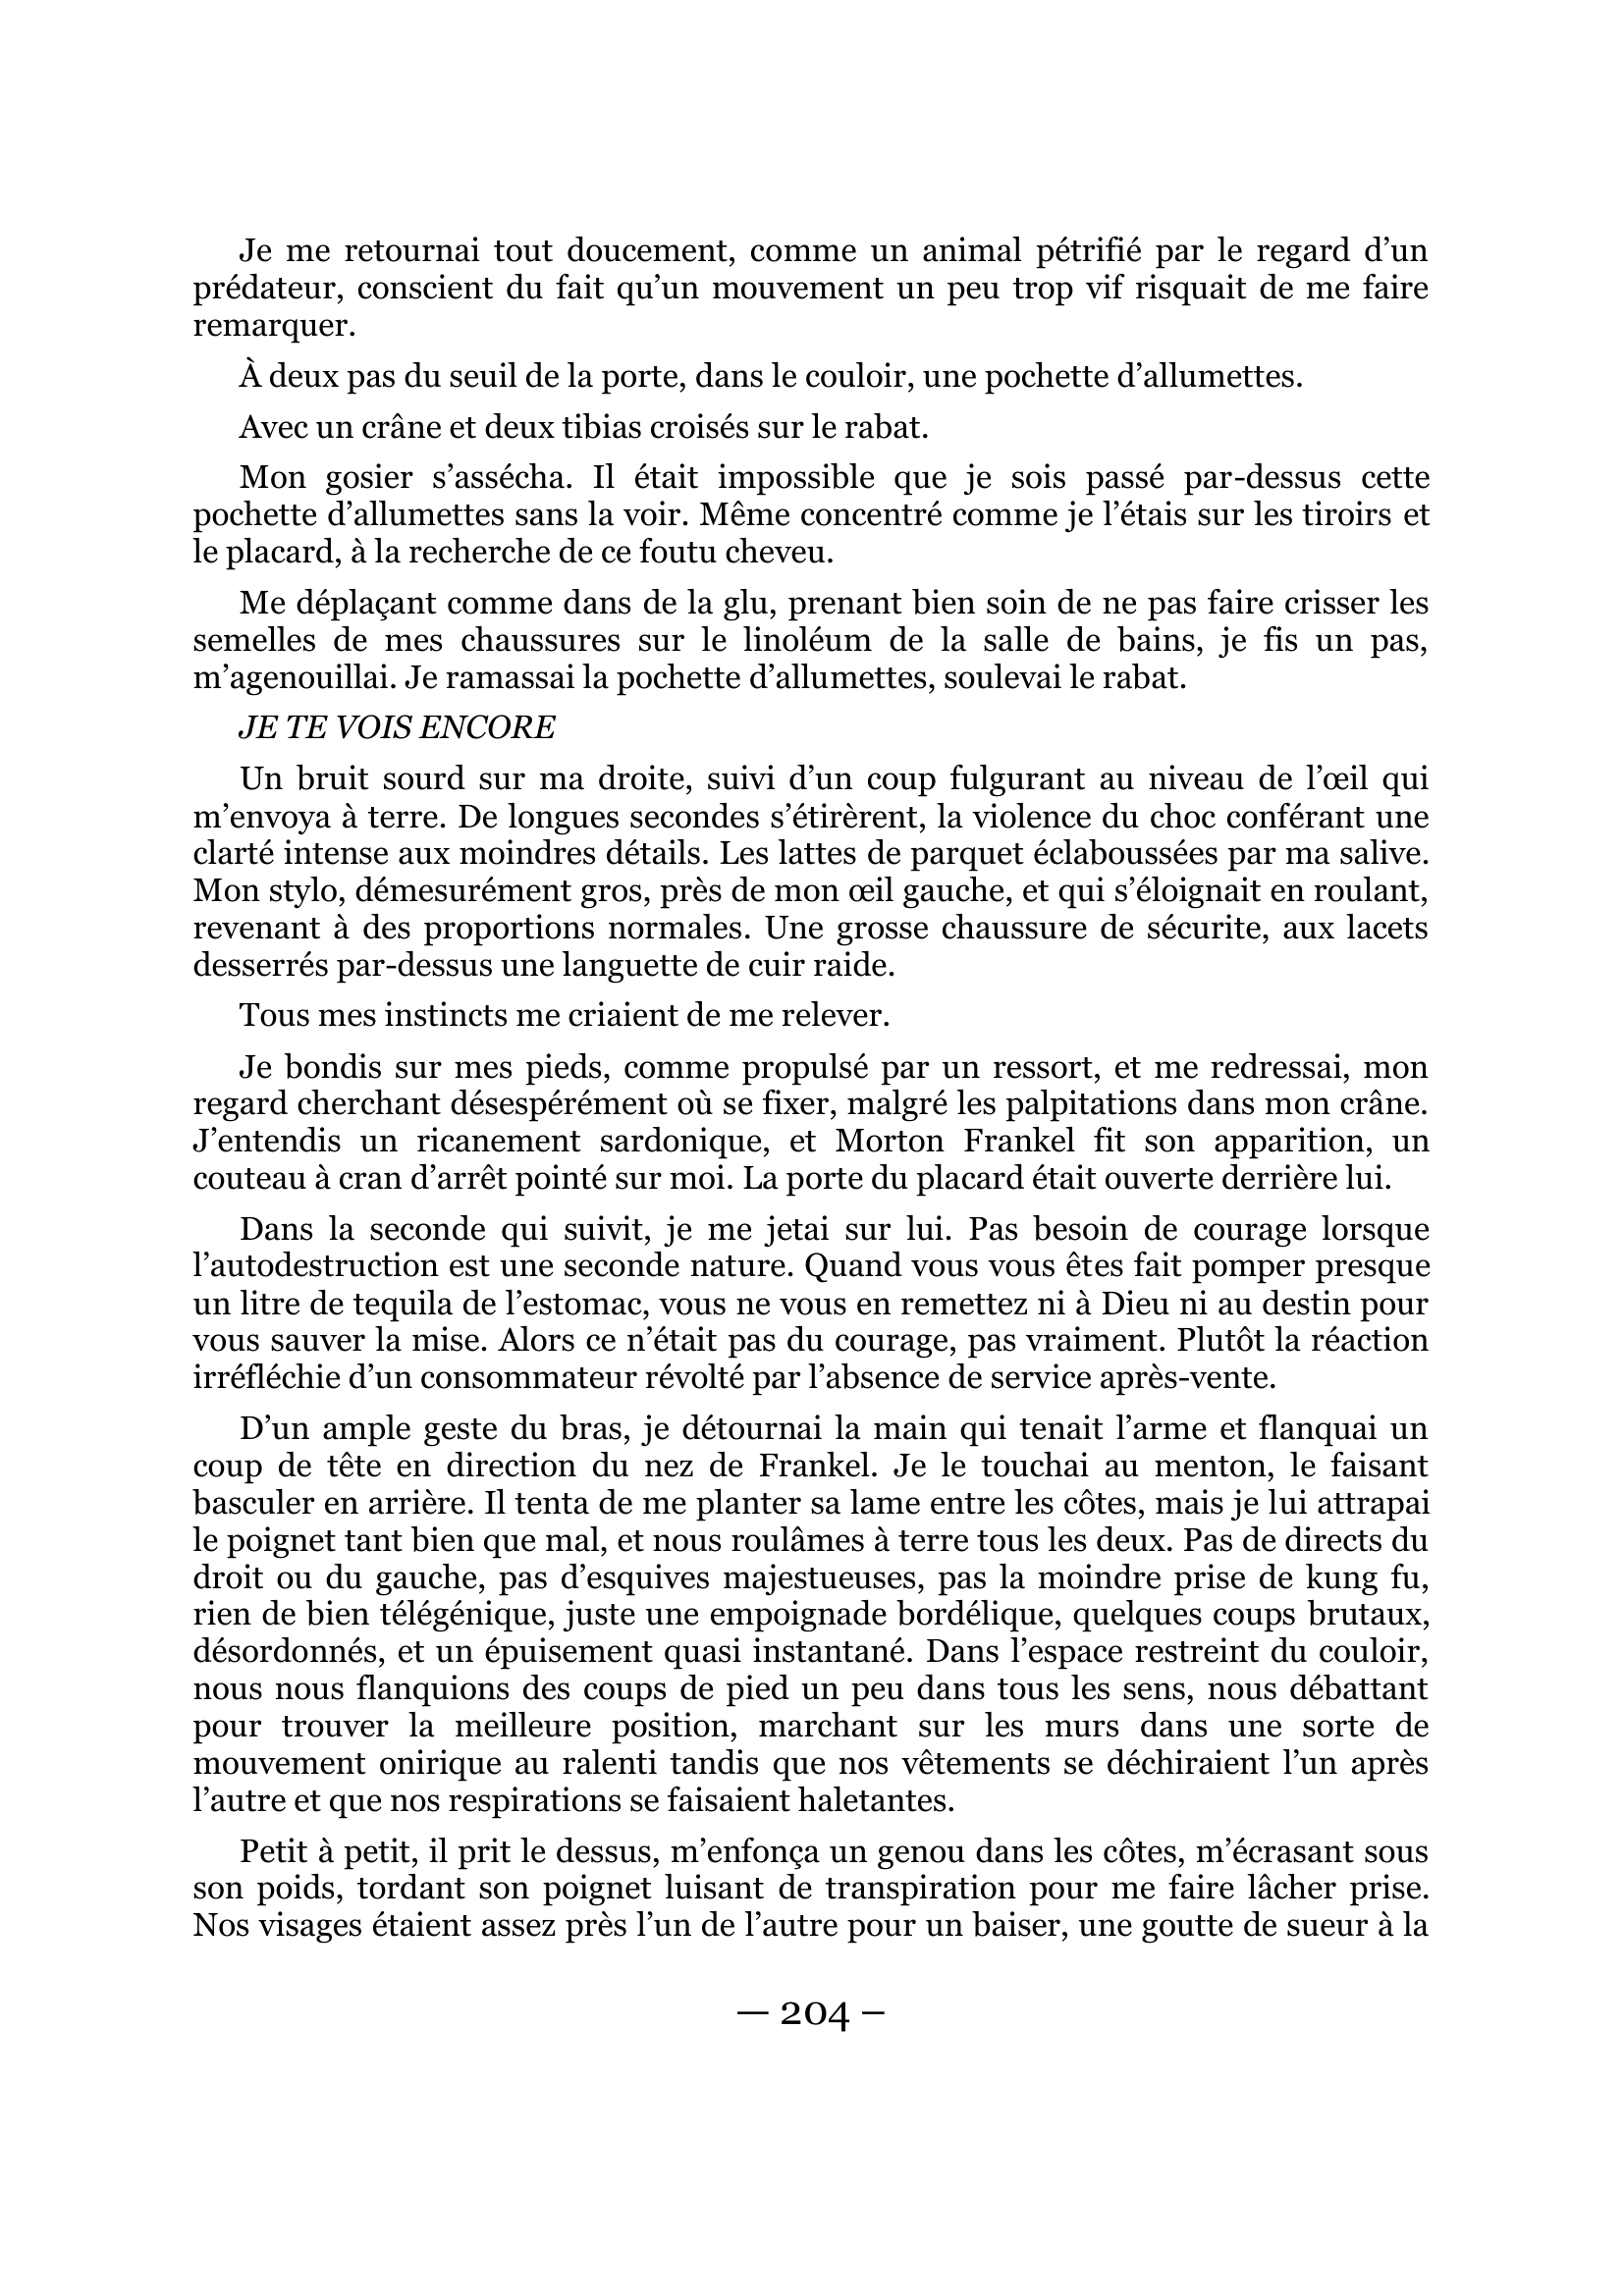 Je me retournai tout doucement, comme un animal pétrifié par le regard d’un
prédateur, conscient du fait qu’un mouvement un peu trop vif risquait de me faire
remarquer.
À deux pas du seuil de la porte, dans le couloir, une pochette d’allumettes.
Avec un crâne et deux tibias croisés sur le rabat.
Mon gosier s’assécha. Il était impossible que je sois passé par-dessus cette
pochette d’allumettes sans la voir. Même concentré comme je l’étais sur les tiroirs et
le placard, à la recherche de ce foutu cheveu.
Me déplaçant comme dans de la glu, prenant bien soin de ne pas faire crisser les
semelles de mes chaussures sur le linoléum de la salle de bains, je fis un pas,
m’agenouillai. Je ramassai la pochette d’allumettes, soulevai le rabat.
JE TE VOIS ENCORE
Un bruit sourd sur ma droite, suivi d’un coup fulgurant au niveau de l’œil qui
m’envoya à terre. De longues secondes s’étirèrent, la violence du choc conférant une
clarté intense aux moindres détails. Les lattes de parquet éclaboussées par ma salive.
Mon stylo, démesurément gros, près de mon œil gauche, et qui s’éloignait en roulant,
revenant à des proportions normales. Une grosse chaussure de sécurite, aux lacets
desserrés par-dessus une languette de cuir raide.
Tous mes instincts me criaient de me relever.
Je bondis sur mes pieds, comme propulsé par un ressort, et me redressai, mon
regard cherchant désespérément où se fixer, malgré les palpitations dans mon crâne.
J’entendis un ricanement sardonique, et Morton Frankel fit son apparition, un
couteau à cran d’arrêt pointé sur moi. La porte du placard était ouverte derrière lui.
Dans la seconde qui suivit, je me jetai sur lui. Pas besoin de courage lorsque
l’autodestruction est une seconde nature. Quand vous vous êtes fait pomper presque
un litre de tequila de l’estomac, vous ne vous en remettez ni à Dieu ni au destin pour
vous sauver la mise. Alors ce n’était pas du courage, pas vraiment. Plutôt la réaction
irréfléchie d’un consommateur révolté par l’absence de service après-vente.
D’un ample geste du bras, je détournai la main qui tenait l’arme et flanquai un
coup de tête en direction du nez de Frankel. Je le touchai au menton, le faisant
basculer en arrière. Il tenta de me planter sa lame entre les côtes, mais je lui attrapai
le poignet tant bien que mal, et nous roulâmes à terre tous les deux. Pas de directs du
droit ou du gauche, pas d’esquives majestueuses, pas la moindre prise de kung fu,
rien de bien télégénique, juste une empoignade bordélique, quelques coups brutaux,
désordonnés, et un épuisement quasi instantané. Dans l’espace restreint du couloir,
nous nous flanquions des coups de pied un peu dans tous les sens, nous débattant
pour trouver la meilleure position, marchant sur les murs dans une sorte de
mouvement onirique au ralenti tandis que nos vêtements se déchiraient l’un après
l’autre et que nos respirations se faisaient haletantes.
Petit à petit, il prit le dessus, m’enfonça un genou dans les côtes, m’écrasant sous
son poids, tordant son poignet luisant de transpiration pour me faire lâcher prise.
Nos visages étaient assez près l’un de l’autre pour un baiser, une goutte de sueur à la
— 204 –